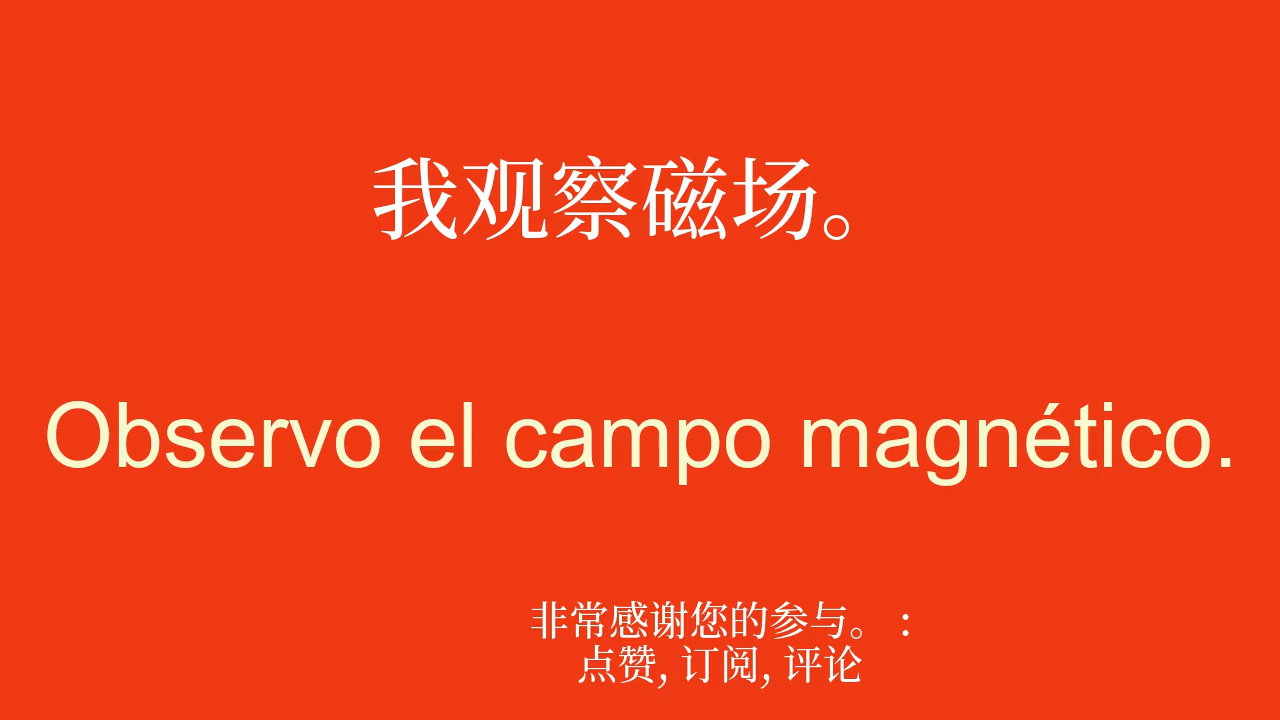 我观察磁场。
Observo el campo magnético.
非常感谢您的参与。 :
点赞, 订阅, 评论